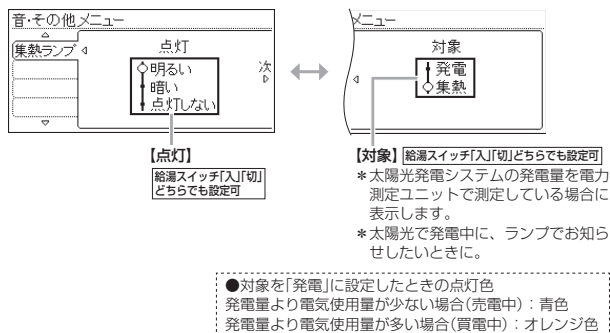 音･その他メニュー
集熱ランプ
点灯
明るい
暗い
点灯しない
次
メニュー
対象
発電
集熱
【点灯】
給湯スイッチ｢入｣｢切｣
どちらでも設定可
【対象】 給湯スイッチ｢入｣｢切｣どちらでも設定可
＊太陽光発電システムの発電量を電力
測定ユニットで測定している場合に
表示します。
＊太陽光で発電中に、ランプでお知ら
せしたいときに。
●対象を｢発電｣に設定したときの点灯色
発電量より電気使用量が少ない場合(売電中)：青色
発電量より電気使用量が多い場合(買電中)：オレンジ色